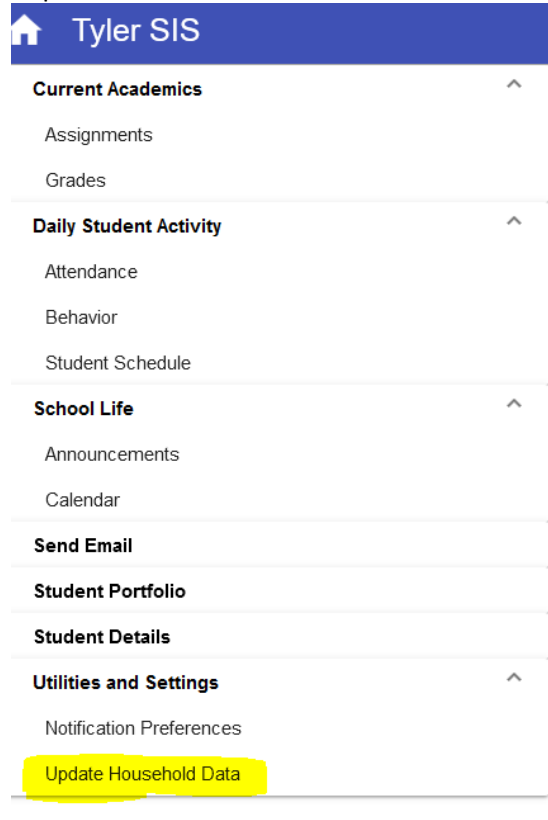 Tyler SIS
Current Academics
Assignments
Grades
Daily Student Activity
Attendance
Behavior
Student Schedule
School Life
Announcements
Calendar
Send Email
Student Portfolio
Student Details
Utilities and Settings
Notification Preferences
Update Household Data